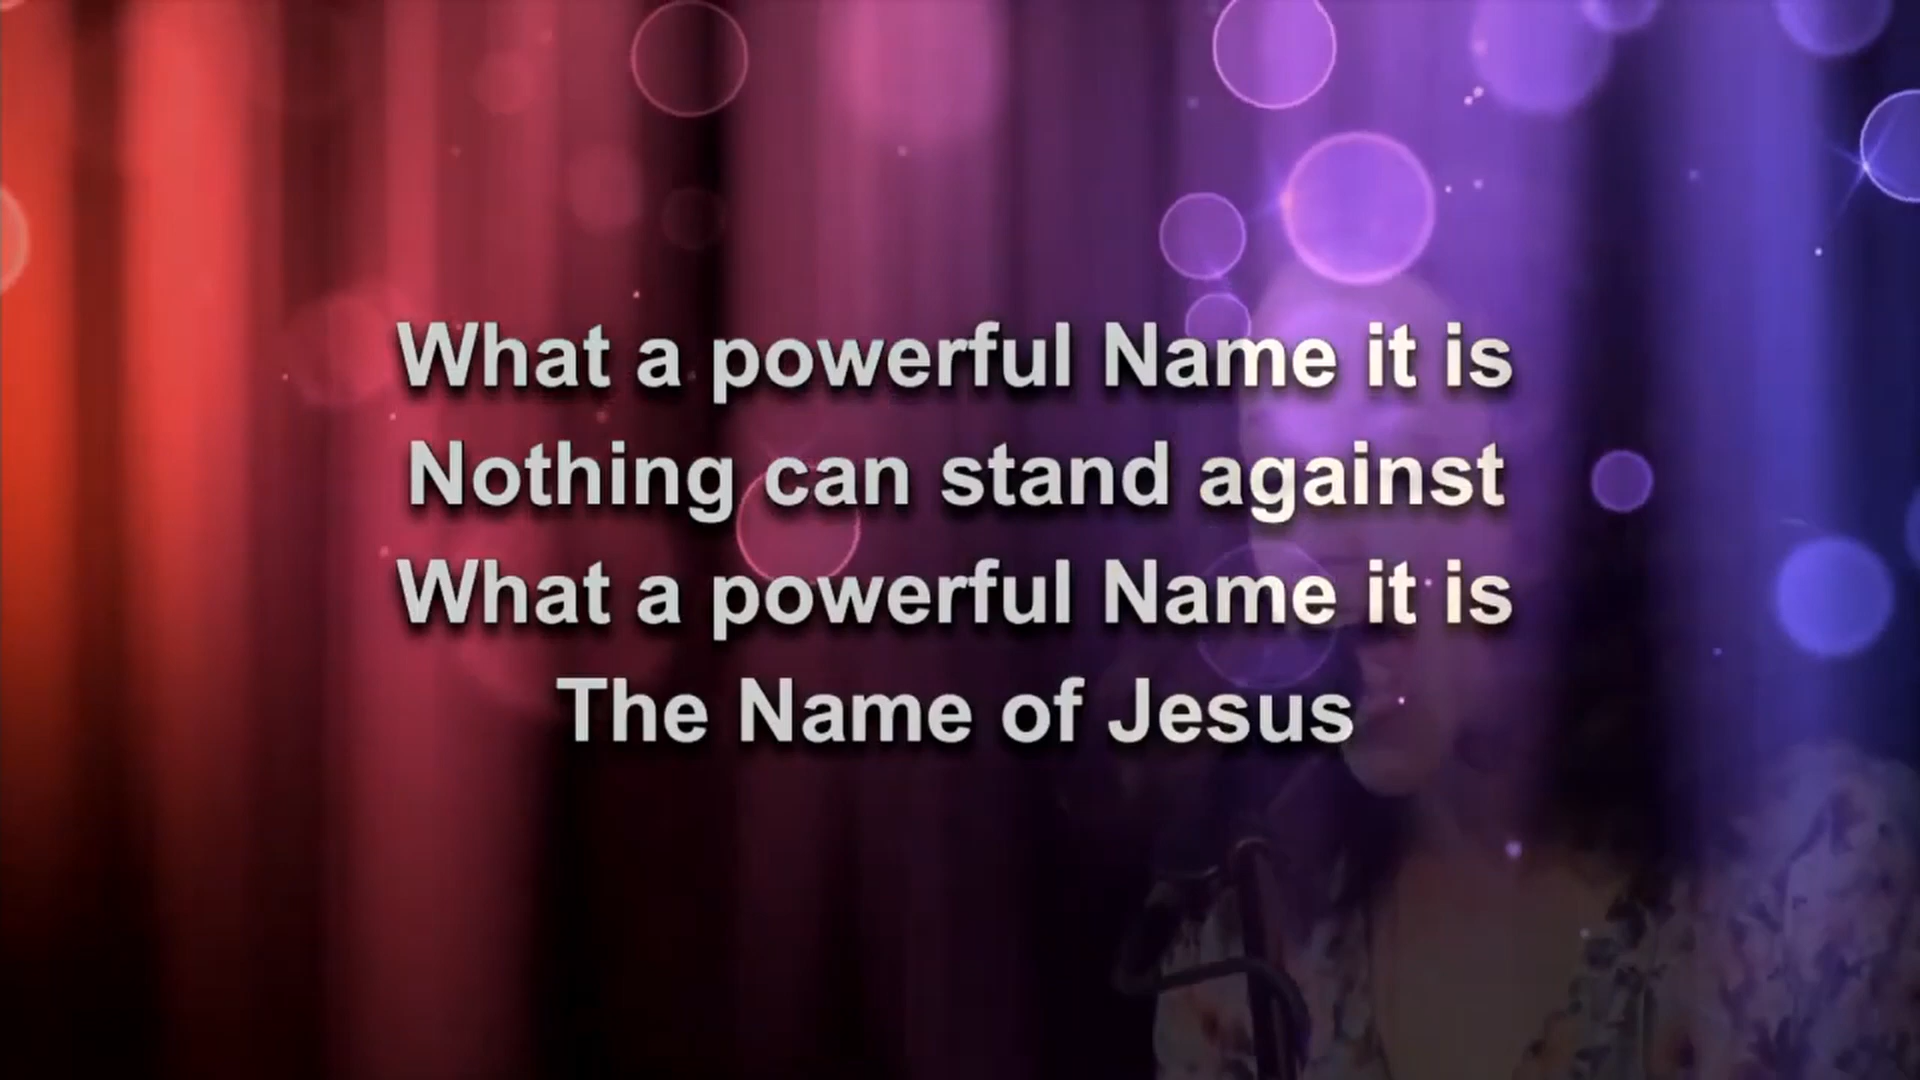 What a powerful Name it is
Nothing can stand against
What a powerful Name it is
The Name of Jesus